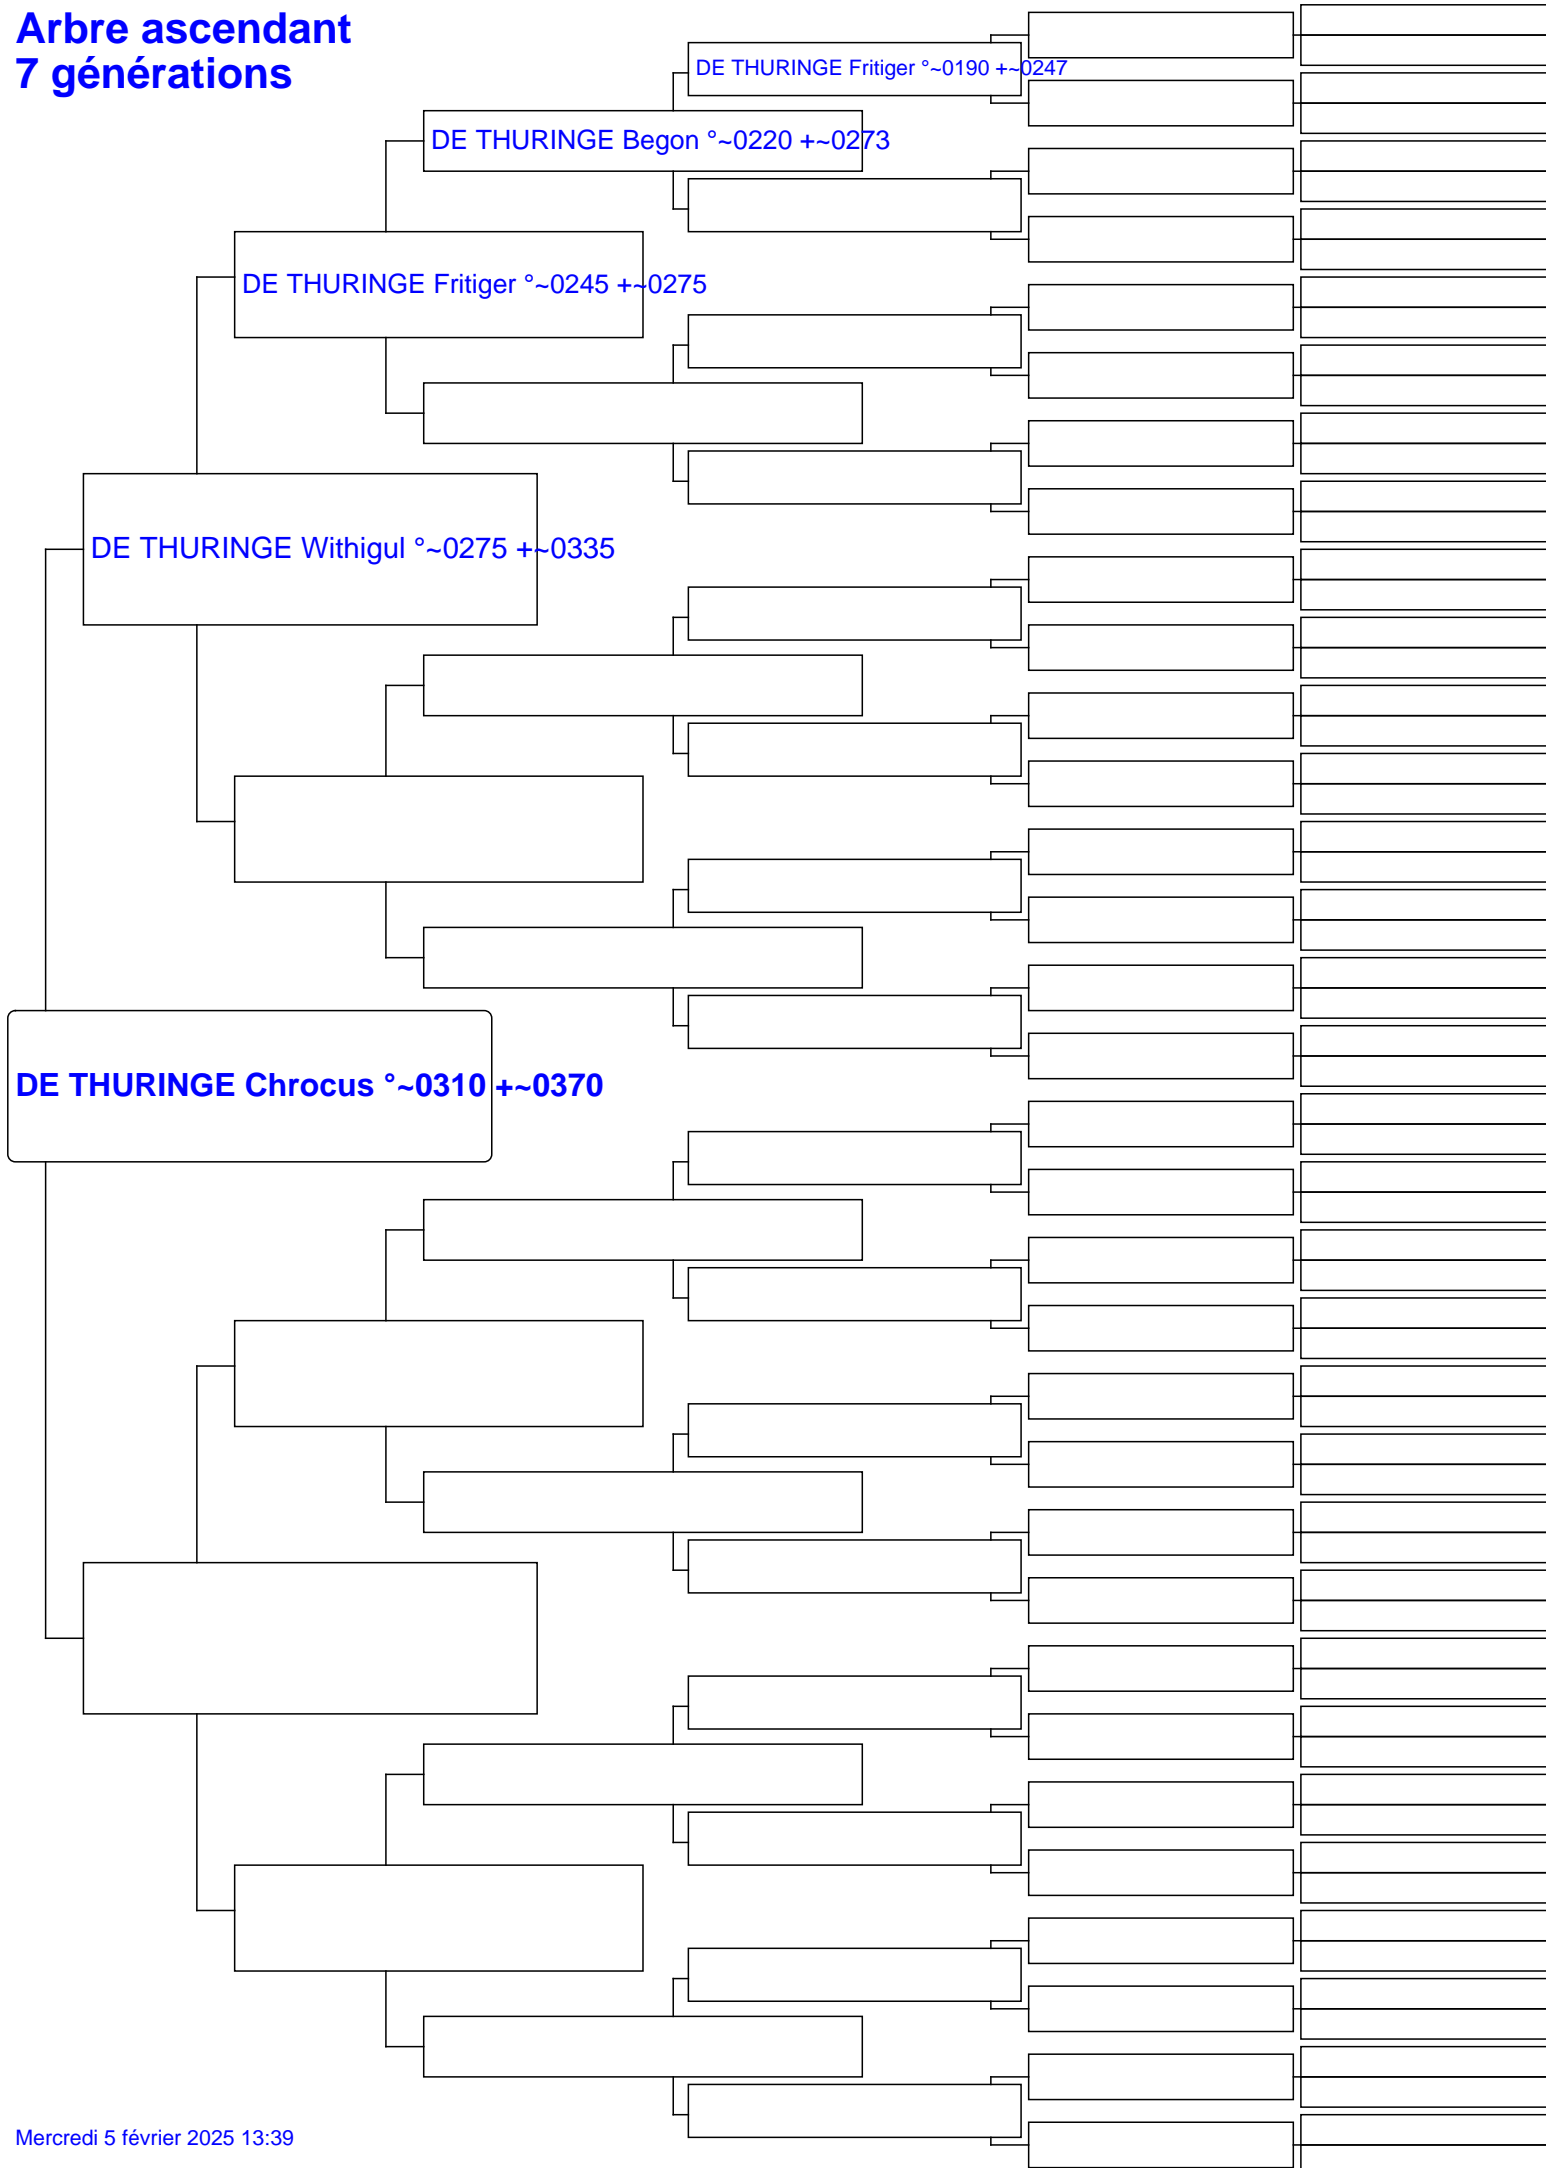 Arbre ascendant
7 générations
DE THURINGE Fritiger °~0190 +~0247
DE THURINGE Begon °~0220 +~0273
DE THURINGE Fritiger °~0245 +~0275
DE THURINGE Withigul °~0275 +~0335
DE THURINGE Chrocus °~0310 +~0370
Mercredi 5 février 2025 13:39